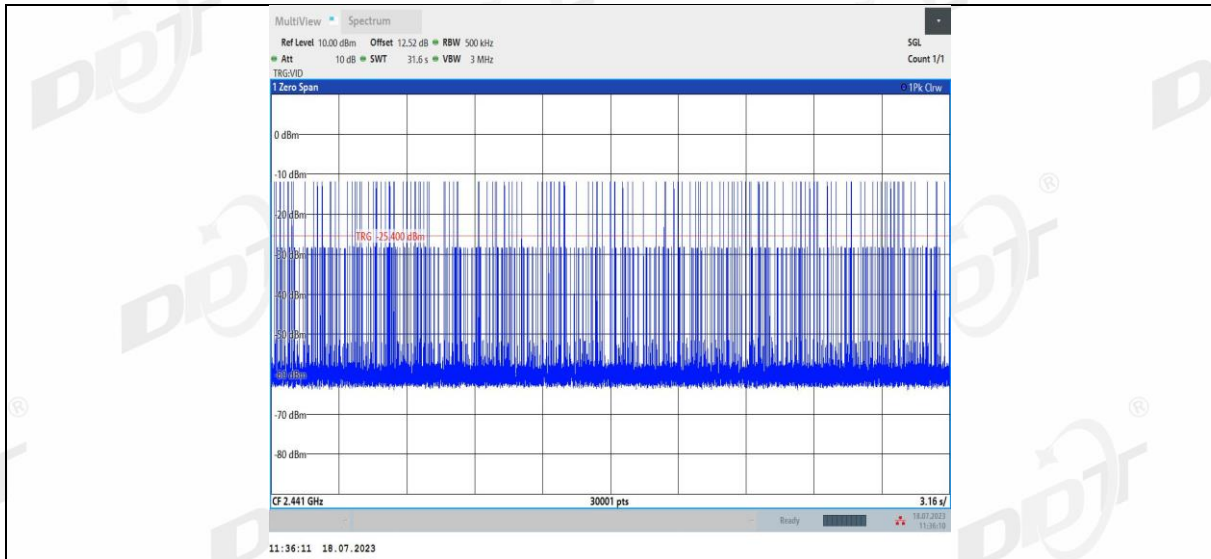 MultiView Spectrum
Ref Level 10.00 dBm Offset 12.52 dB RBW 500 kHz SGL
Att 10 dB SWT 31.6 s VBW 3 MHz Count 1/1
TRG:VID
1 Zero Span 1Pk Clrw
0 dBm
-10 dBm
-20 dBm
TRG -25.400 dBm
-30 dBm
-40 dBm
-50 dBm
-60 dBm
-70 dBm
-80 dBm
CF 2.441 GHz 30001 pts 3.16 s/
Ready 18.07.2023
11:36:10
11:36:11 18.07.2023
DDT
®